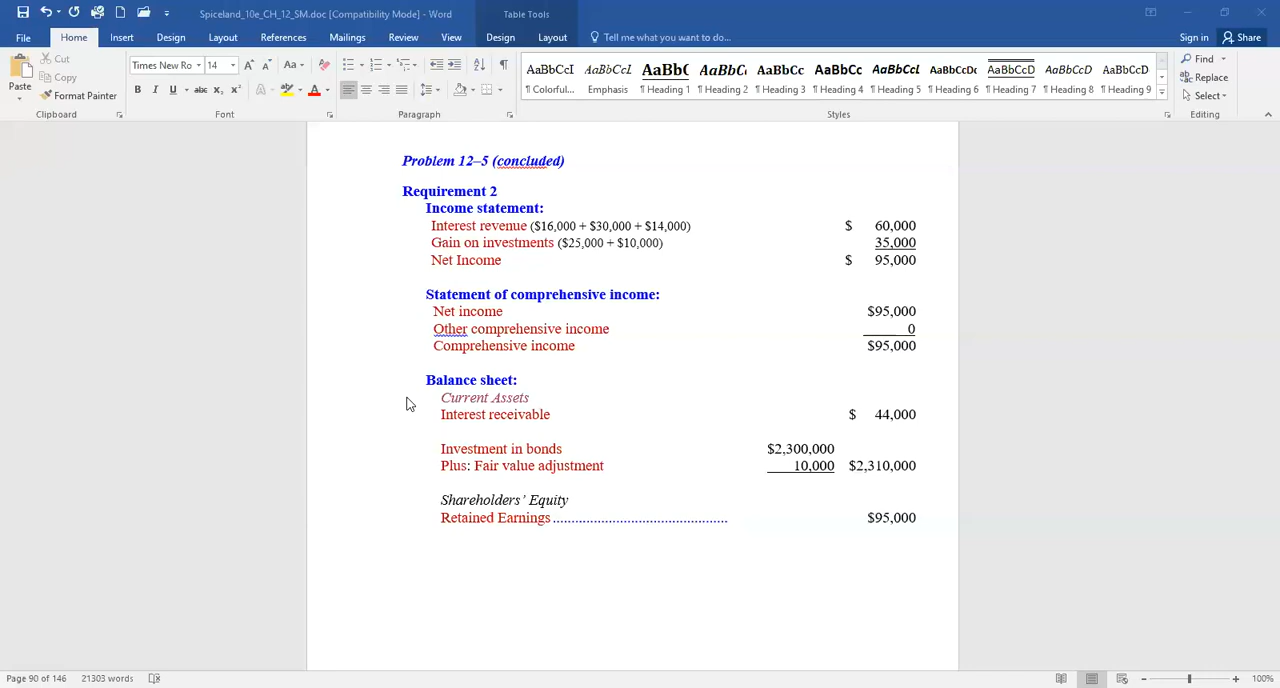 Spiceland_10e_CH_12_SM.doc [Compatibility Mode] - Word
Table Tools
File Home Insert Design Layout References Mailings Review View Design Layout Tell me what you want to do... Sign in Share
Paste
Cut
Copy
Format Painter
Clipboard
Times New Ro 14
Aa
B I U abc X₂ X² A A
Font
Paragraph
AaBbCcI AaBbCcL AaBb( AaBbC AaBbCc AaBbCc AaBbCcL AaBbCcDc AaBbCcD AaBbCcD AaBbCcD
¶ Colorful... Emphasis ¶ Heading 1 ¶ Heading 2 ¶ Heading 3 ¶ Heading 4 ¶ Heading 5 ¶ Heading 6 ¶ Heading 7 ¶ Heading 8 ¶ Heading 9
Styles
Find
Replace
Select
Editing
Problem 12–5 (concluded)
Requirement 2
Income statement:
Interest revenue ($16,000 + $30,000 + $14,000) $ 60,000
Gain on investments ($25,000 + $10,000) 35,000
Net Income $ 95,000
Statement of comprehensive income:
Net income $95,000
Other comprehensive income 0
Comprehensive income $95,000
Balance sheet:
Current Assets
Interest receivable $ 44,000
Investment in bonds $2,300,000
Plus: Fair value adjustment 10,000 $2,310,000
Shareholders’ Equity
Retained Earnings............................................. $95,000
Page 90 of 146 21303 words 100%